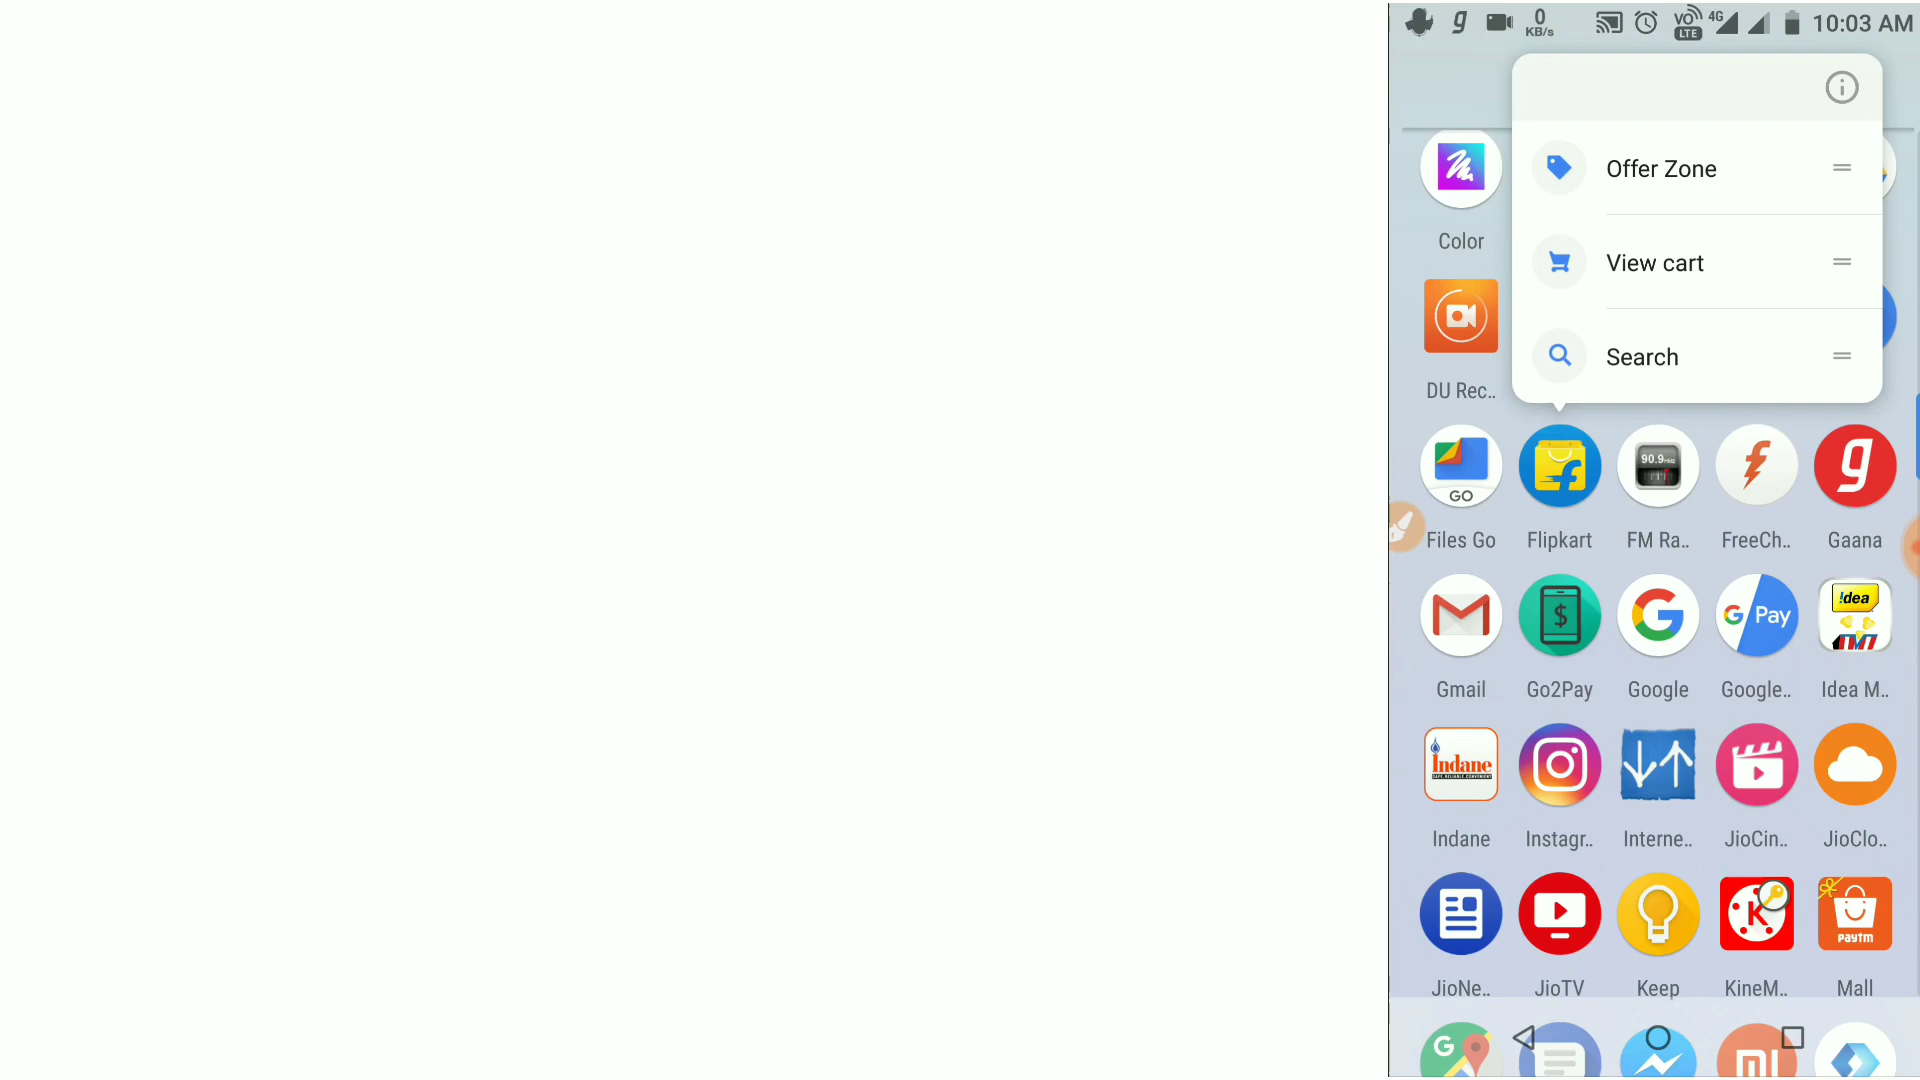 g 0 KB/s VO LTE 4G 10:03 AM
Offer Zone
View cart
Search
Color
DU Rec..
GO
90.9 MHz
f
g
Files Go
Flipkart
FM Ra..
FreeCh..
Gaana
G Pay
$
!dea
Gmail
Go2Pay
Google
Google..
Idea M..
Indane
Indane
Instagr..
Interne..
JioCin..
JioClo..
K
paytm
JioNe..
JioTV
Keep
KineM..
Mall
G